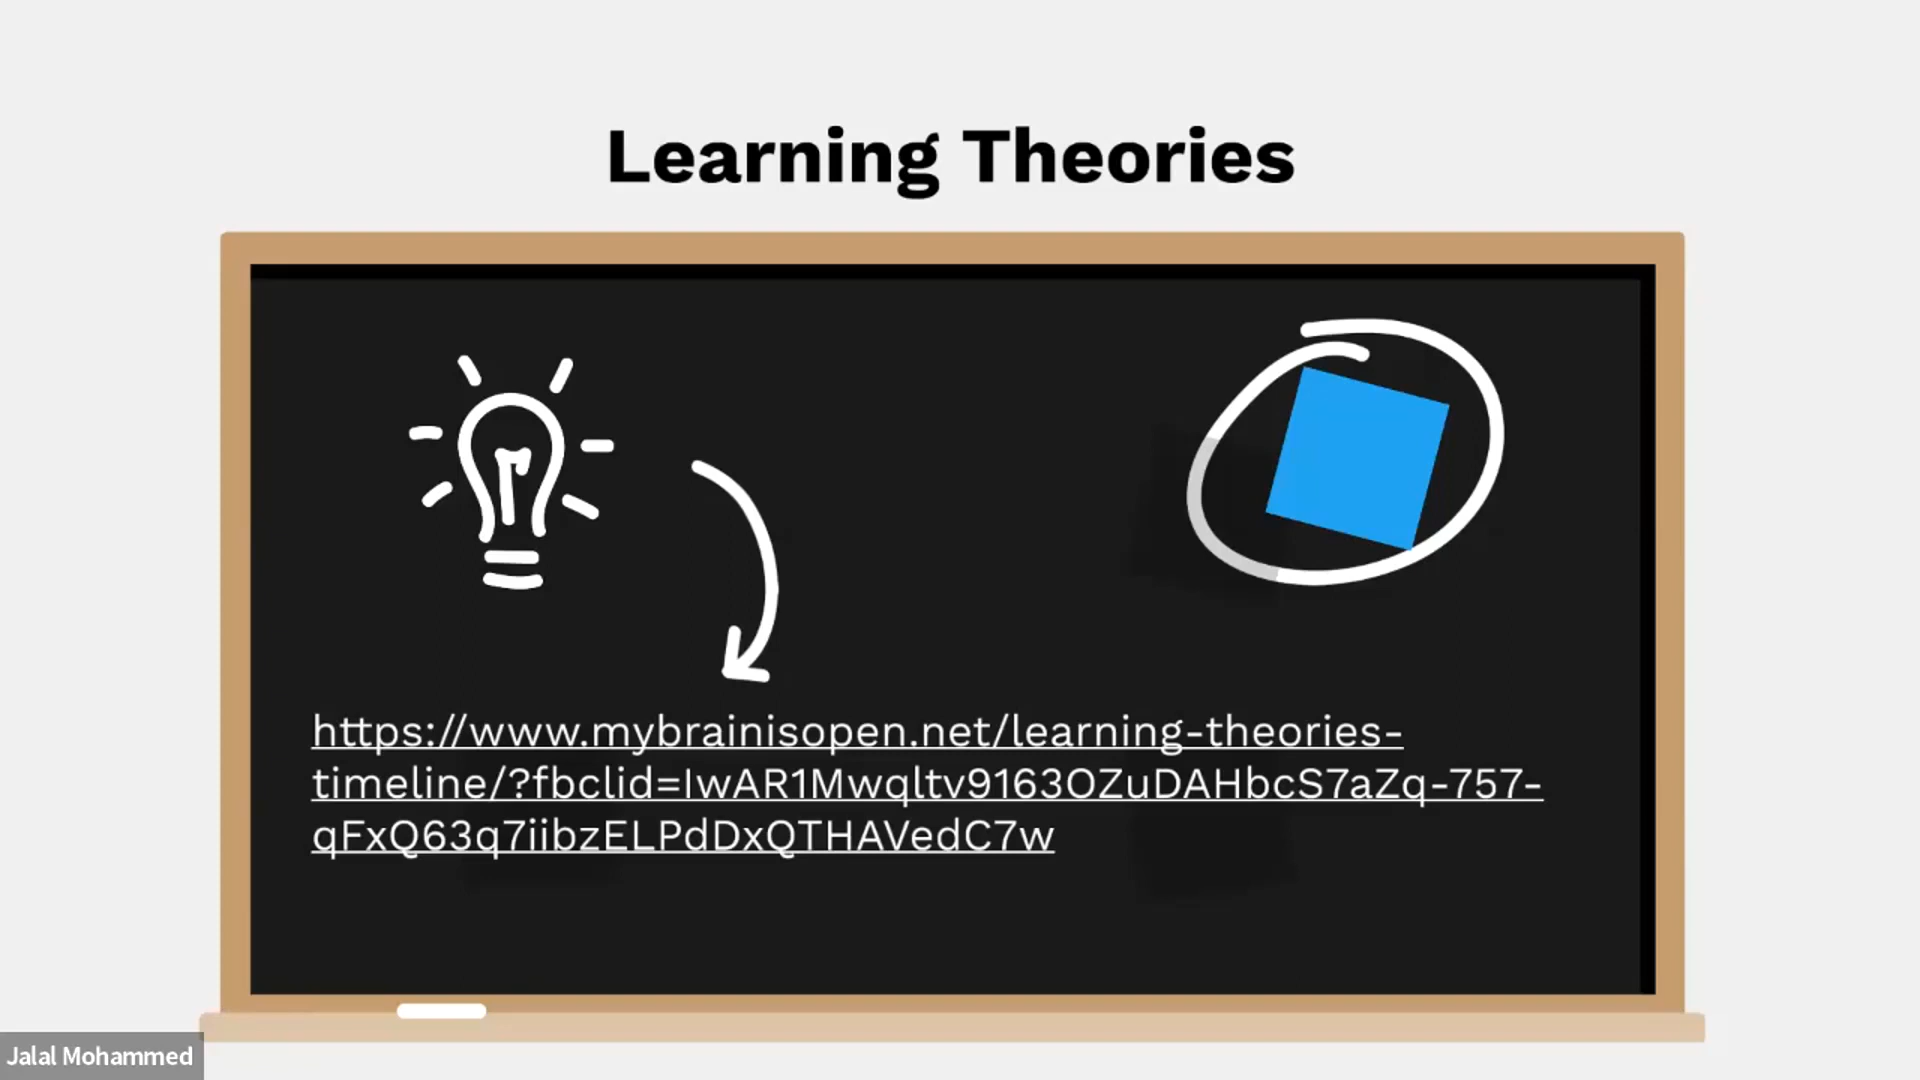 Learning Theories
https://www.mybrainisopen.net/learning-theories-
timeline/?fbclid=IwAR1Mwqltv9163OZuDAHbcS7aZq-757-
qFxQ63q7iibzELPdDxQTHAVedC7w
Jalal Mohammed